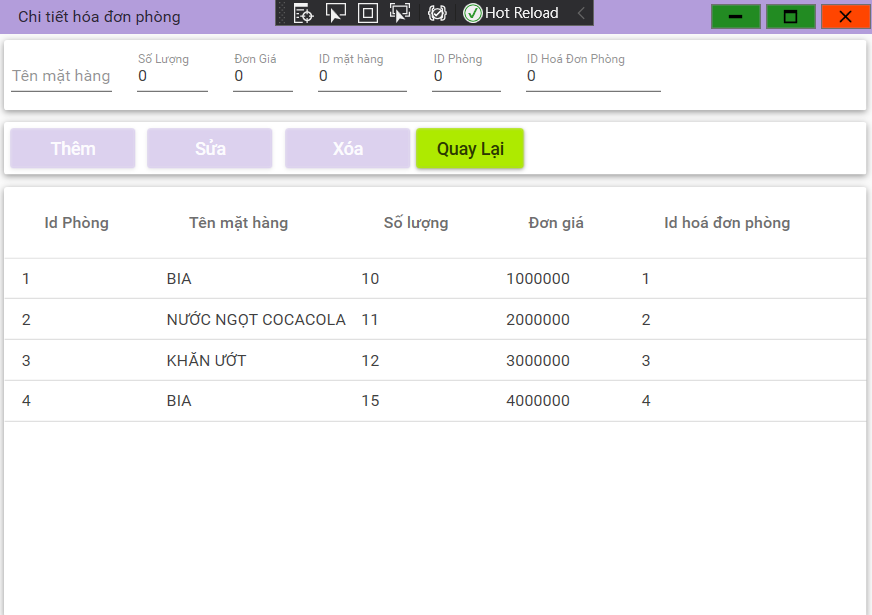 Chi tiết hóa đơn phòng Hot Reload
Tên mặt hàng Số Lượng 0 Đơn Giá 0 ID mặt hàng 0 ID Phòng 0 ID Hoá Đơn Phòng 0
Thêm Sửa Xóa Quay Lại
Id Phòng Tên mặt hàng Số lượng Đơn giá Id hoá đơn phòng
1 BIA 10 1000000 1
2 NƯỚC NGỌT COCACOLA 11 2000000 2
3 KHĂN ƯỚT 12 3000000 3
4 BIA 15 4000000 4